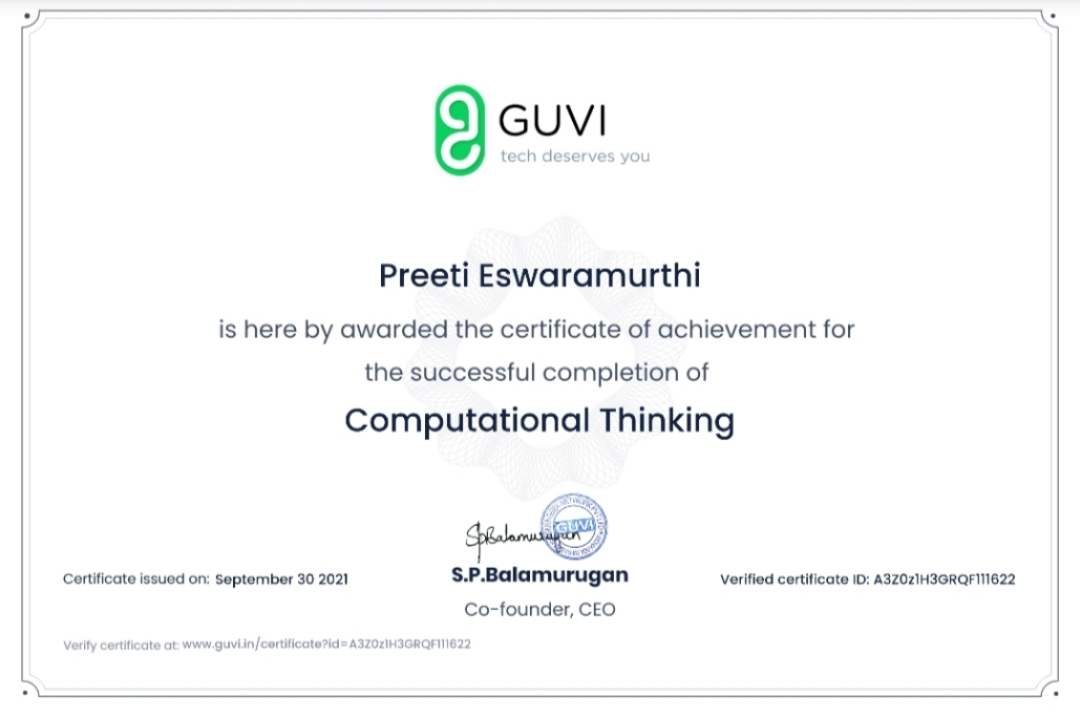 GUVI
tech deserves you
Preeti Eswaramurthi
is here by awarded the certificate of achievement for
the successful completion of
Computational Thinking
SpBalamurugan
GUVI
S.P.Balamurugan
Co-founder, CEO
Certificate issued on: September 30 2021
Verified certificate ID: A3Z0z1H3GRQF111622
Verify certificate at: www.guvi.in/certificate?id=A3Z0z1H3GRQF111622